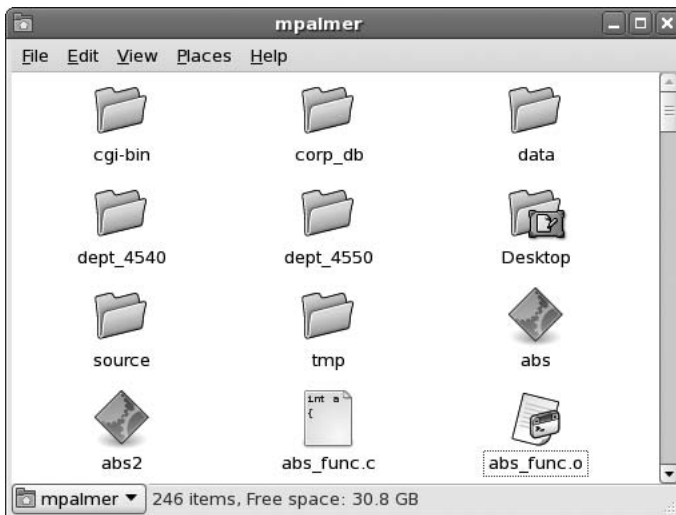 mpalmer
File Edit View Places Help
cgi-bin corp_db data
dept_4540 dept_4550 Desktop
source tmp abs
int a
{
abs2 abs_func.c abs_func.o
mpalmer 246 items, Free space: 30.8 GB